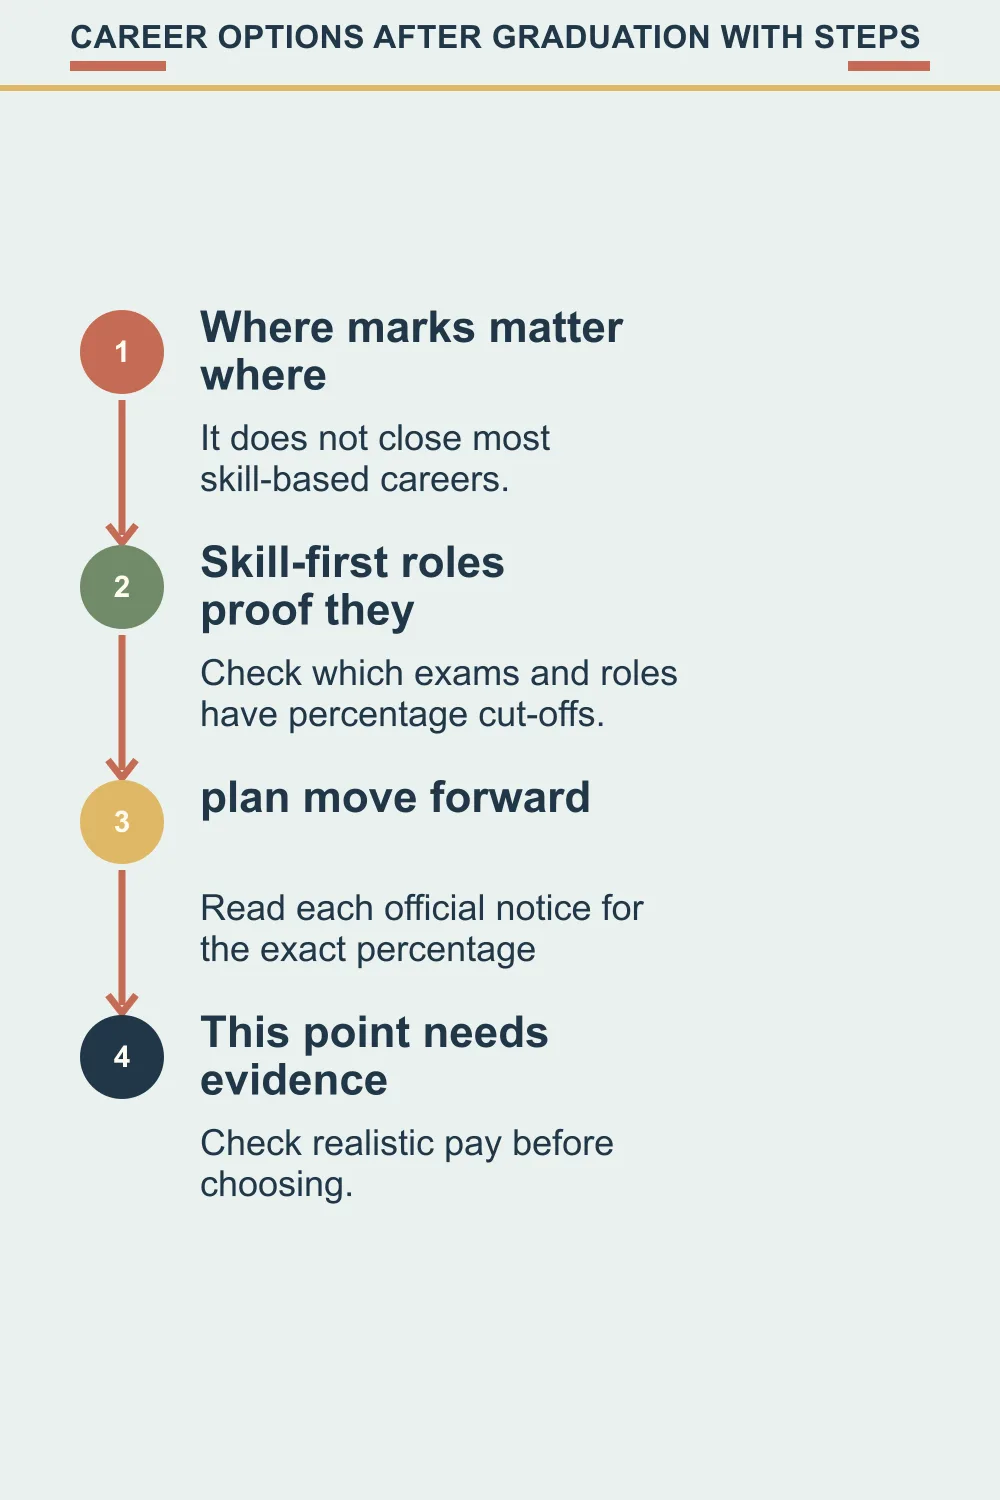 CAREER OPTIONS AFTER GRADUATION WITH STEPS
1
Where marks matter
where
It does not close most
skill-based careers.
2
Skill-first roles
proof they
Check which exams and roles
have percentage cut-offs.
3
plan move forward
Read each official notice for
the exact percentage
4
This point needs
evidence
Check realistic pay before
choosing.